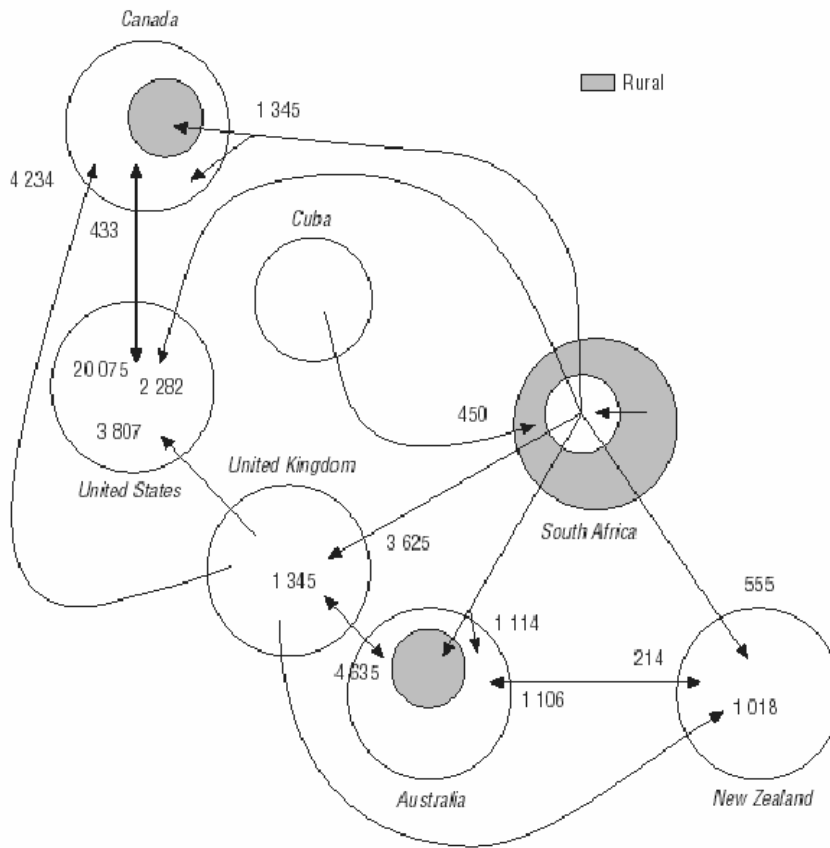 Canada
Rural
1 345
4 234
Cuba
433
20 075
2 282
450
3 807
United Kingdom
United States
South Africa
3 625
1 345
555
1 114
214
4 635
1 106
1 018
Australia
New Zealand